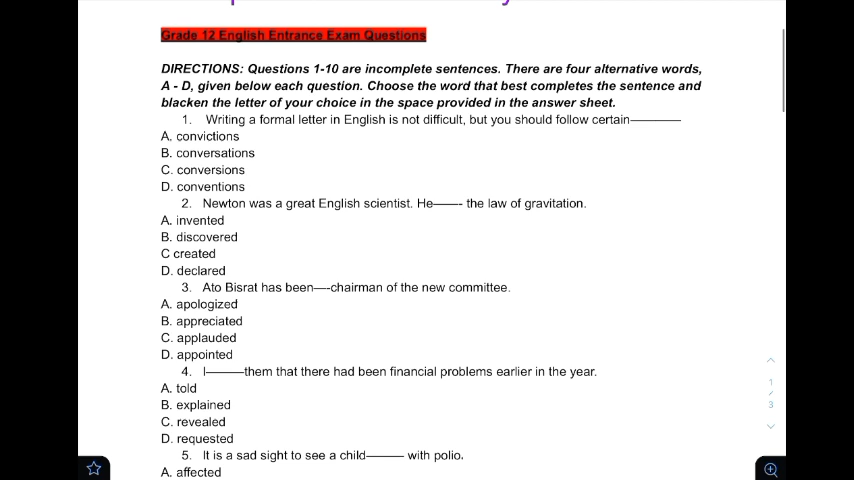 Grade 12 English Entrance Exam Questions
DIRECTIONS: Questions 1-10 are incomplete sentences. There are four alternative words,
A - D, given below each question. Choose the word that best completes the sentence and
blacken the letter of your choice in the space provided in the answer sheet.
1. Writing a formal letter in English is not difficult, but you should follow certain————
A. convictions
B. conversations
C. conversions
D. conventions
2. Newton was a great English scientist. He——- the law of gravitation.
A. invented
B. discovered
C created
D. declared
3. Ato Bisrat has been—-chairman of the new committee.
A. apologized
B. appreciated
C. applauded
D. appointed
4. I———them that there had been financial problems earlier in the year.
A. told
B. explained
C. revealed
D. requested
5. It is a sad sight to see a child——— with polio.
A. affected
1
/
3